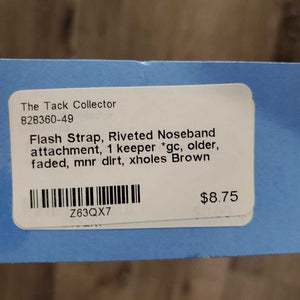 The Tack Collector
828360-49
Flash Strap, Riveted Noseband
attachment, 1 keeper *gc, older,
faded, mnr dirt, xholes Brown
Z63QX7
$8.75